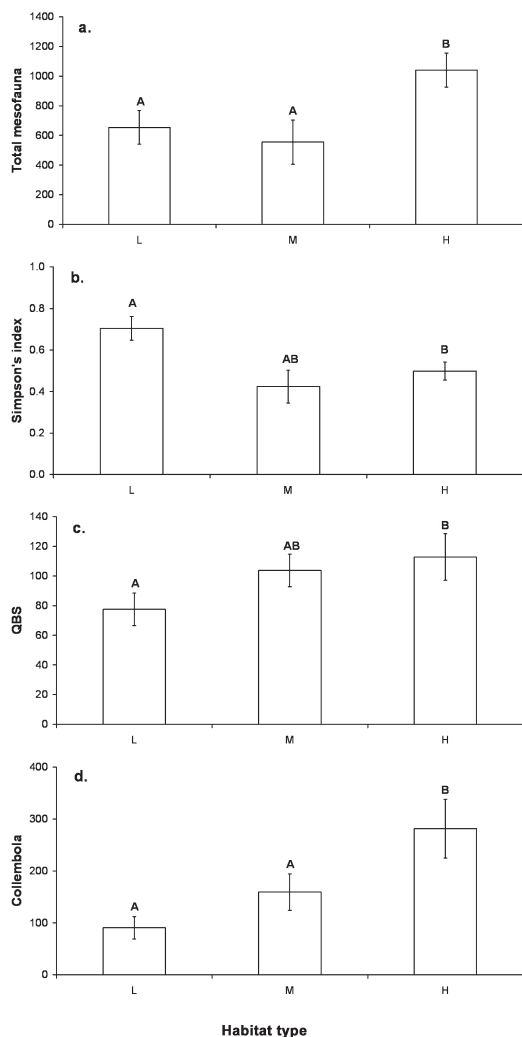 a.
Total mesofauna
1400
1200
1000
800
600
400
200
0
A
A
B
L M H
b.
Simpson's index
1.0
0.8
0.6
0.4
0.2
0.0
A
AB
B
L M H
c.
QBS
140
120
100
80
60
40
20
0
A
AB
B
L M H
d.
Collembola
400
300
200
100
0
A
A
B
L M H
Habitat type